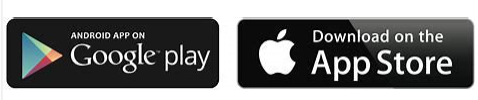 ANDROID APP ON
Google play
Download on the
App Store